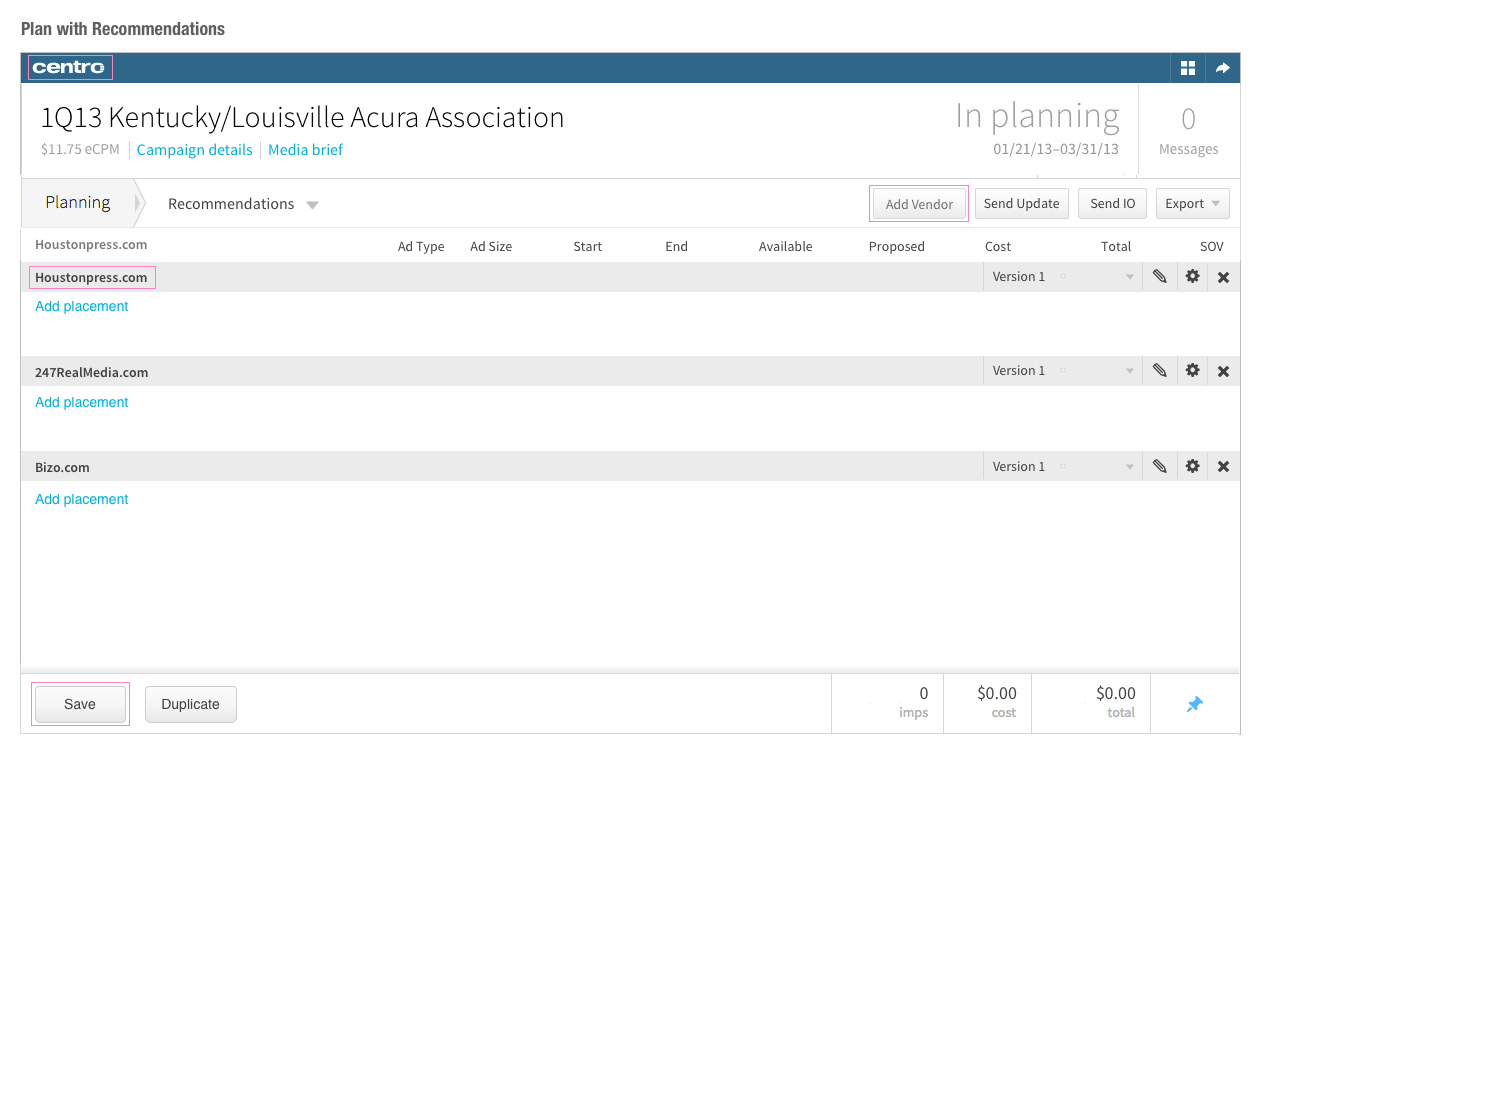 Plan with Recommendations
centro
1Q13 Kentucky/Louisville Acura Association
In planning
0
$11.75 eCPM Campaign details Media brief
01/21/13–03/31/13
Messages
Planning Recommendations
Add Vendor Send Update Send IO Export
Houstonpress.com Ad Type Ad Size Start End Available Proposed Cost Total SOV
Houstonpress.com Version 1
Add placement
247RealMedia.com Version 1
Add placement
Bizo.com Version 1
Add placement
Save Duplicate
0 $0.00 $0.00
imps cost total